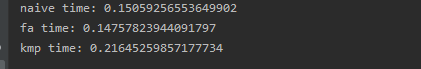 naive time: 0.15059256553649902
fa time: 0.14757823944091797
kmp time: 0.21645259857177734